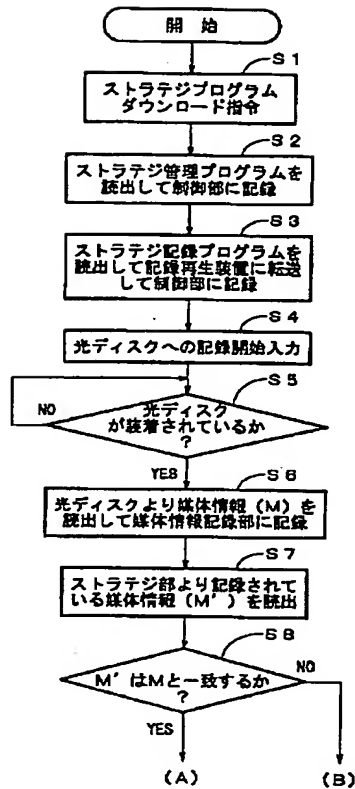 開始
S1
ストラテジプログラム
ダウンロード指令
S2
ストラテジ管理プログラムを
読出して制御部に記録
S3
ストラテジ記録プログラムを
読出して記録再生装置に転送
して制御部に記録
S4
光ディスクへの記録開始入力
S5
光ディスク
が装着されているか
?
NO
YES
S6
光ディスクより媒体情報(M)を
読出して媒体情報記録部に記録
S7
ストラテジ部より記録されて
いる媒体情報(M')を読出
S8
M'はMと一致するか
?
NO
YES
(A)
(B)